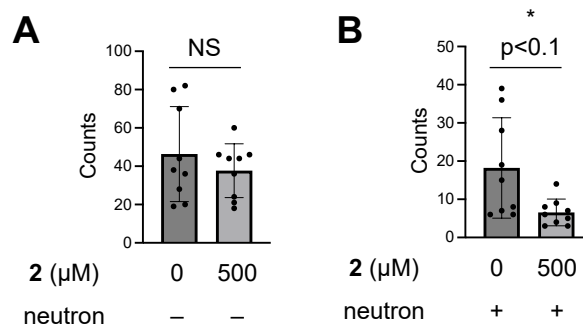 A
NS
100
80
60
40
20
0
Counts
2 (μM) 0 500
neutron – –
B
*
p<0.1
50
40
30
20
10
0
Counts
2 (μM) 0 500
neutron + +